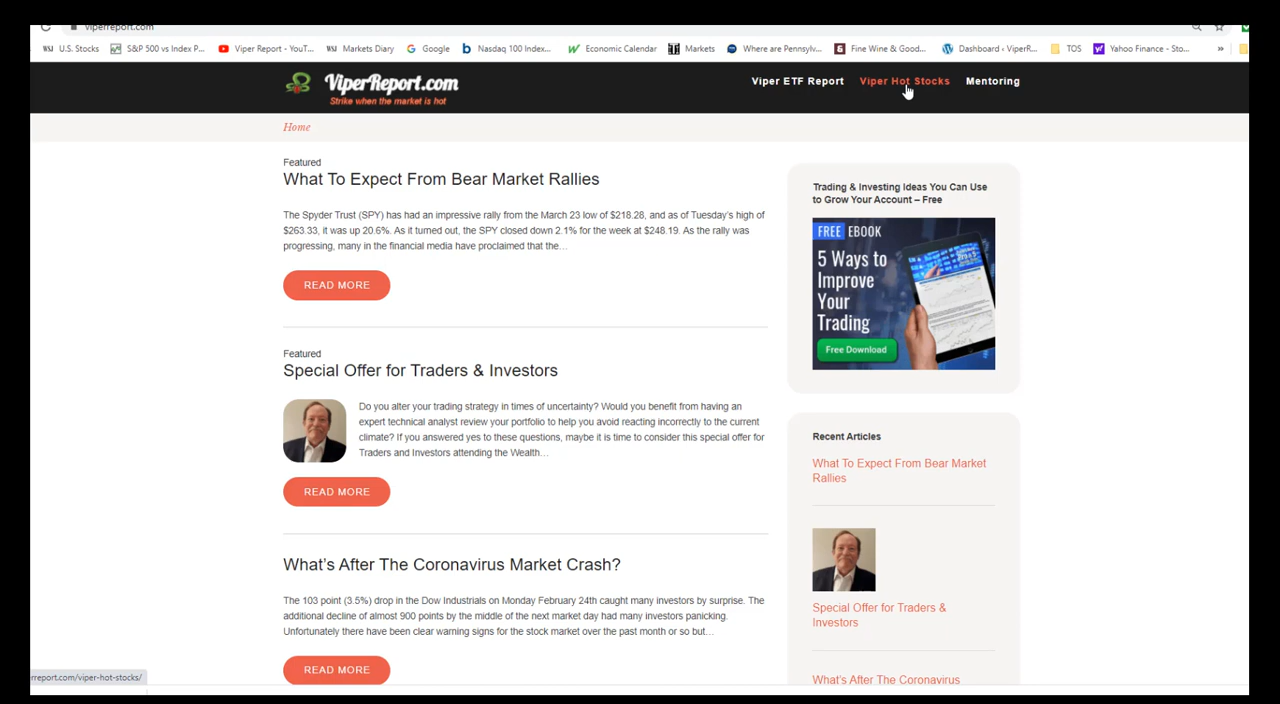 viperreport.com
WSJ U.S. Stocks
S&P 500 vs Index P...
Viper Report - YouT...
WSJ Markets Diary
Google
Nasdaq 100 Index...
Economic Calendar
Markets
Where are Pennsylv...
Fine Wine & Good...
Dashboard ‹ ViperR...
TOS
Yahoo Finance - Sto...
»
ViperReport.com
Strike when the market is hot
Viper ETF Report
Viper Hot Stocks
Mentoring
Home
Featured
What To Expect From Bear Market Rallies
The Spyder Trust (SPY) has had an impressive rally from the March 23 low of $218.28, and as of Tuesday's high of
$263.33, it was up 20.6%. As it turned out, the SPY closed down 2.1% for the week at $248.19. As the rally was
progressing, many in the financial media have proclaimed that the…
READ MORE
Featured
Special Offer for Traders & Investors
Do you alter your trading strategy in times of uncertainty? Would you benefit from having an
expert technical analyst review your portfolio to help you avoid reacting incorrectly to the current
climate? If you answered yes to these questions, maybe it is time to consider this special offer for
Traders and Investors attending the Wealth…
READ MORE
What's After The Coronavirus Market Crash?
The 103 point (3.5%) drop in the Dow Industrials on Monday February 24th caught many investors by surprise. The
additional decline of almost 900 points by the middle of the next market day had many investors panicking.
Unfortunately there have been clear warning signs for the stock market over the past month or so but…
READ MORE
Trading & Investing Ideas You Can Use
to Grow Your Account – Free
FREE EBOOK
5 Ways to
Improve
Your
Trading
Free Download
Recent Articles
What To Expect From Bear Market
Rallies
Special Offer for Traders &
Investors
What's After The Coronavirus
rreport.com/viper-hot-stocks/